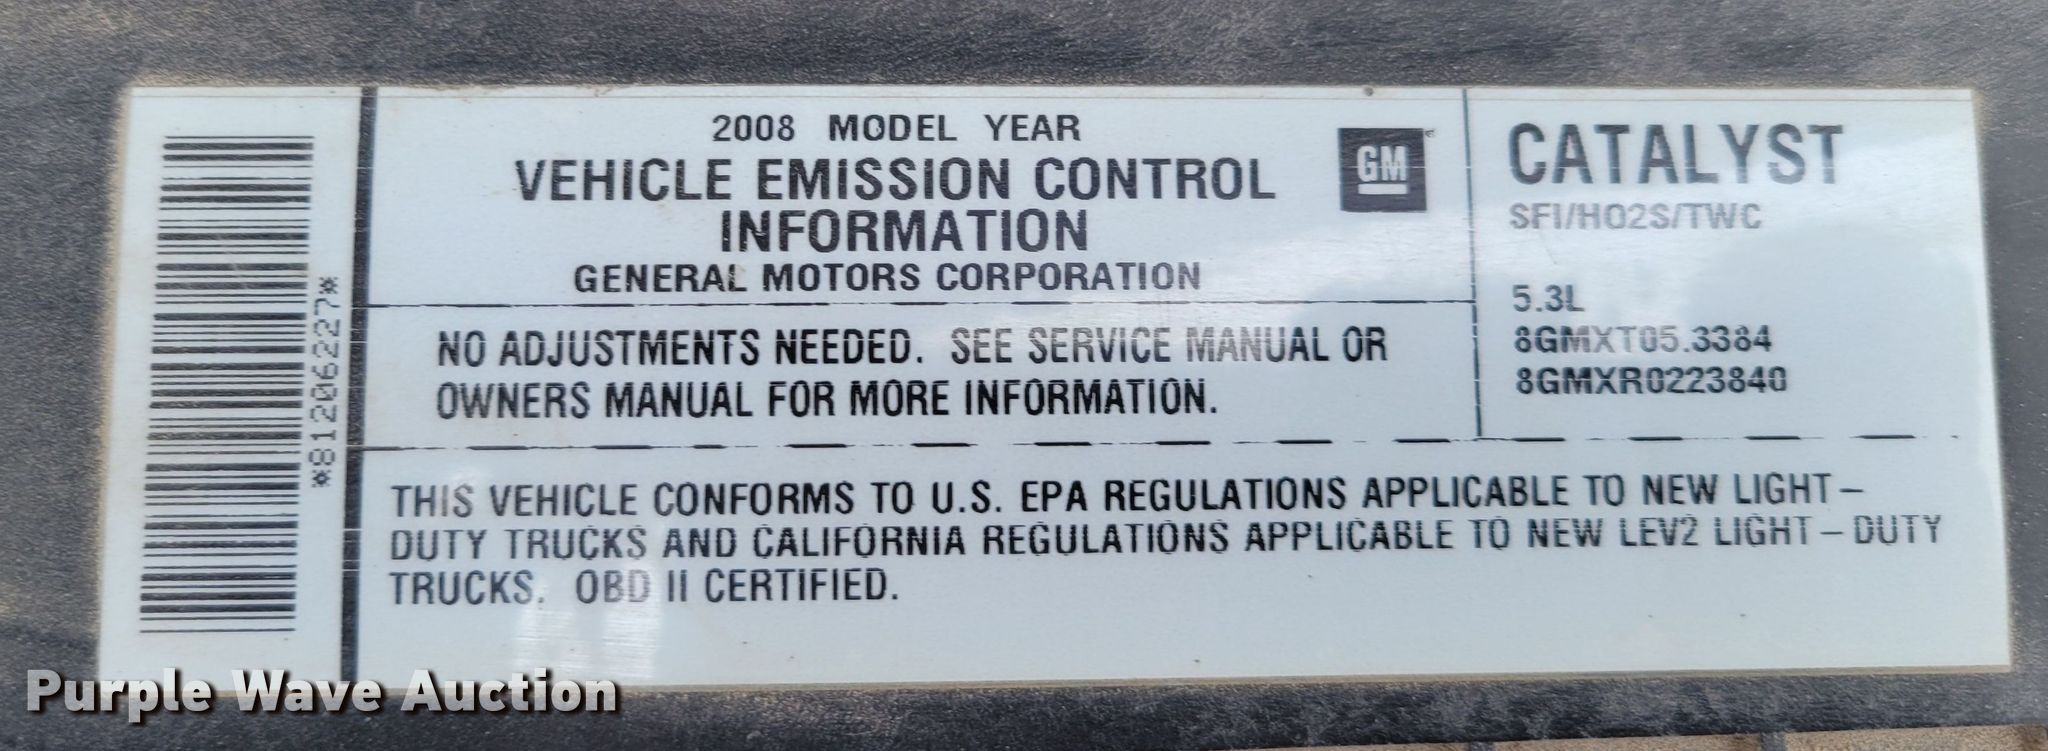 2008 MODEL YEAR
VEHICLE EMISSION CONTROL
INFORMATION
GENERAL MOTORS CORPORATION
GM
CATALYST
SFI/HO2S/TWC
5.3L
8GMXT05.3384
8GMXR0223840
NO ADJUSTMENTS NEEDED. SEE SERVICE MANUAL OR
OWNERS MANUAL FOR MORE INFORMATION.
THIS VEHICLE CONFORMS TO U.S. EPA REGULATIONS APPLICABLE TO NEW LIGHT-
DUTY TRUCKS AND CALIFORNIA REGULATIONS APPLICABLE TO NEW LEV2 LIGHT-DUTY
TRUCKS. OBD II CERTIFIED.
*812062227*
Purple Wave Auction